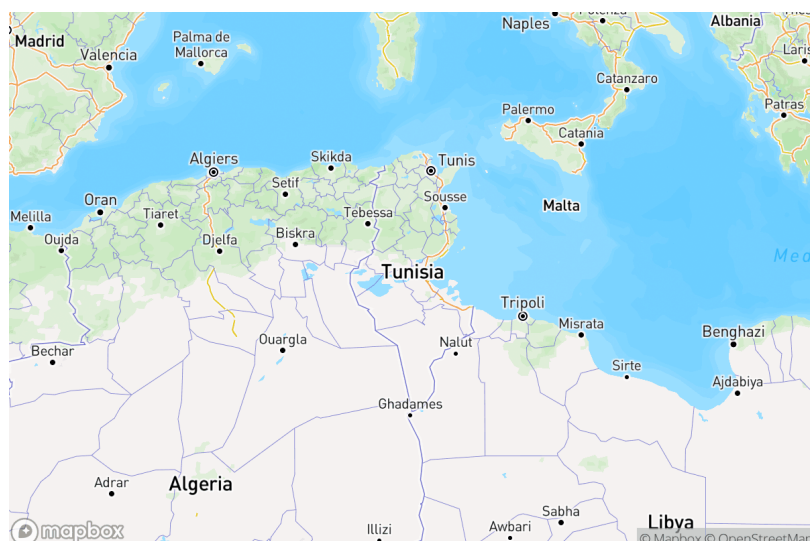 Naples
Potenza
Albania
Madrid
Palma de
Mallorca
Valencia
Catanzaro
Palermo
Patras
Catania
Algiers
Skikda
Tunis
Setif
Sousse
Oran
Malta
Melilla
Tiaret
Tebessa
Oujda
Djelfa
Biskra
Tunisia
Med
Tripoli
Misrata
Benghazi
Ouargla
Nalut
Bechar
Sirte
Ajdabiya
Ghadames
Adrar
Algeria
Sabha
Illizi
Awbari
Libya
mapbox
© Mapbox © OpenStreetMap